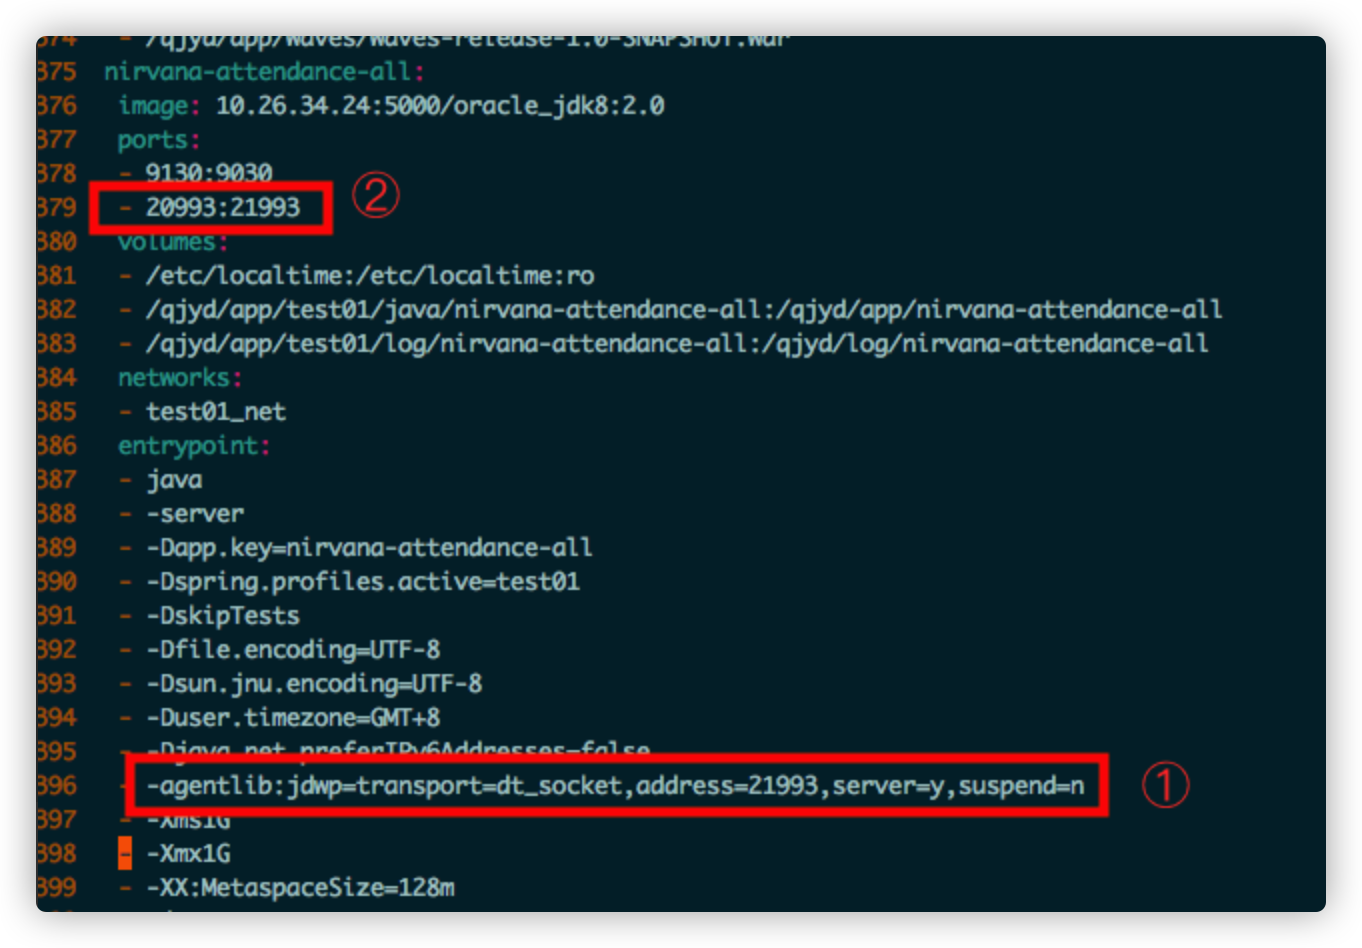 374 - /qjyd/app/waves/waves-release-1.0-SNAPSHOT.war
375 nirvana-attendance-all:
376 image: 10.26.34.24:5000/oracle_jdk8:2.0
377 ports:
378 - 9130:9030
379 - 20993:21993 ②
380 volumes:
381 - /etc/localtime:/etc/localtime:ro
382 - /qjyd/app/test01/java/nirvana-attendance-all:/qjyd/app/nirvana-attendance-all
383 - /qjyd/app/test01/log/nirvana-attendance-all:/qjyd/log/nirvana-attendance-all
384 networks:
385 - test01_net
386 entrypoint:
387 - java
388 - -server
389 - -Dapp.key=nirvana-attendance-all
390 - -Dspring.profiles.active=test01
391 - -DskipTests
392 - -Dfile.encoding=UTF-8
393 - -Dsun.jnu.encoding=UTF-8
394 - -Duser.timezone=GMT+8
395 - -Djava.net.preferIPv6Addresses=false
396 - -agentlib:jdwp=transport=dt_socket,address=21993,server=y,suspend=n ①
397 - -Xms1G
398 - -Xmx1G
399 - -XX:MetaspaceSize=128m